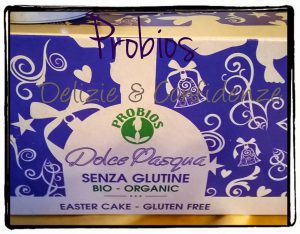 Probios
Delizie & Confidenze
PROBIOS
Dolce Pasqua
SENZA GLUTINE
BIO - ORGANIC
EASTER CAKE - GLUTEN FREE